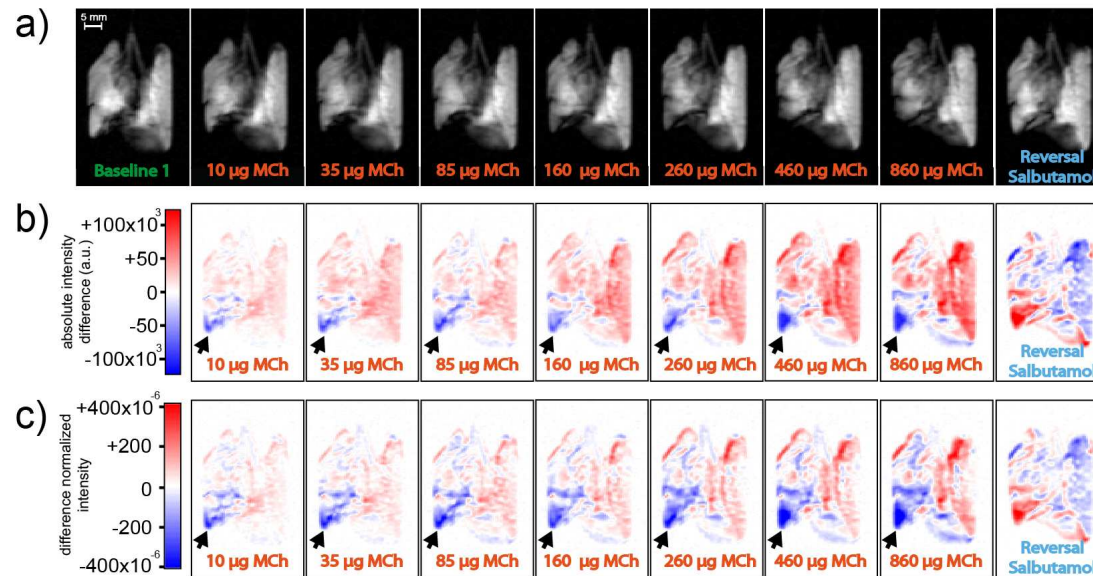 a)
5 mm
Baseline 1
10 µg MCh
35 µg MCh
85 µg MCh
160 µg MCh
260 µg MCh
460 µg MCh
860 µg MCh
Reversal
Salbutamol
b)
absolute intensity
difference (a.u.)
+100x10³
+50
0
-50
-100x10³
10 µg MCh
35 µg MCh
85 µg MCh
160 µg MCh
260 µg MCh
460 µg MCh
860 µg MCh
Reversal
Salbutamol
c)
difference normalized
intensity
+400x10⁻⁶
+200
0
-200
-400x10⁻⁶
10 µg MCh
35 µg MCh
85 µg MCh
160 µg MCh
260 µg MCh
460 µg MCh
860 µg MCh
Reversal
Salbutamol